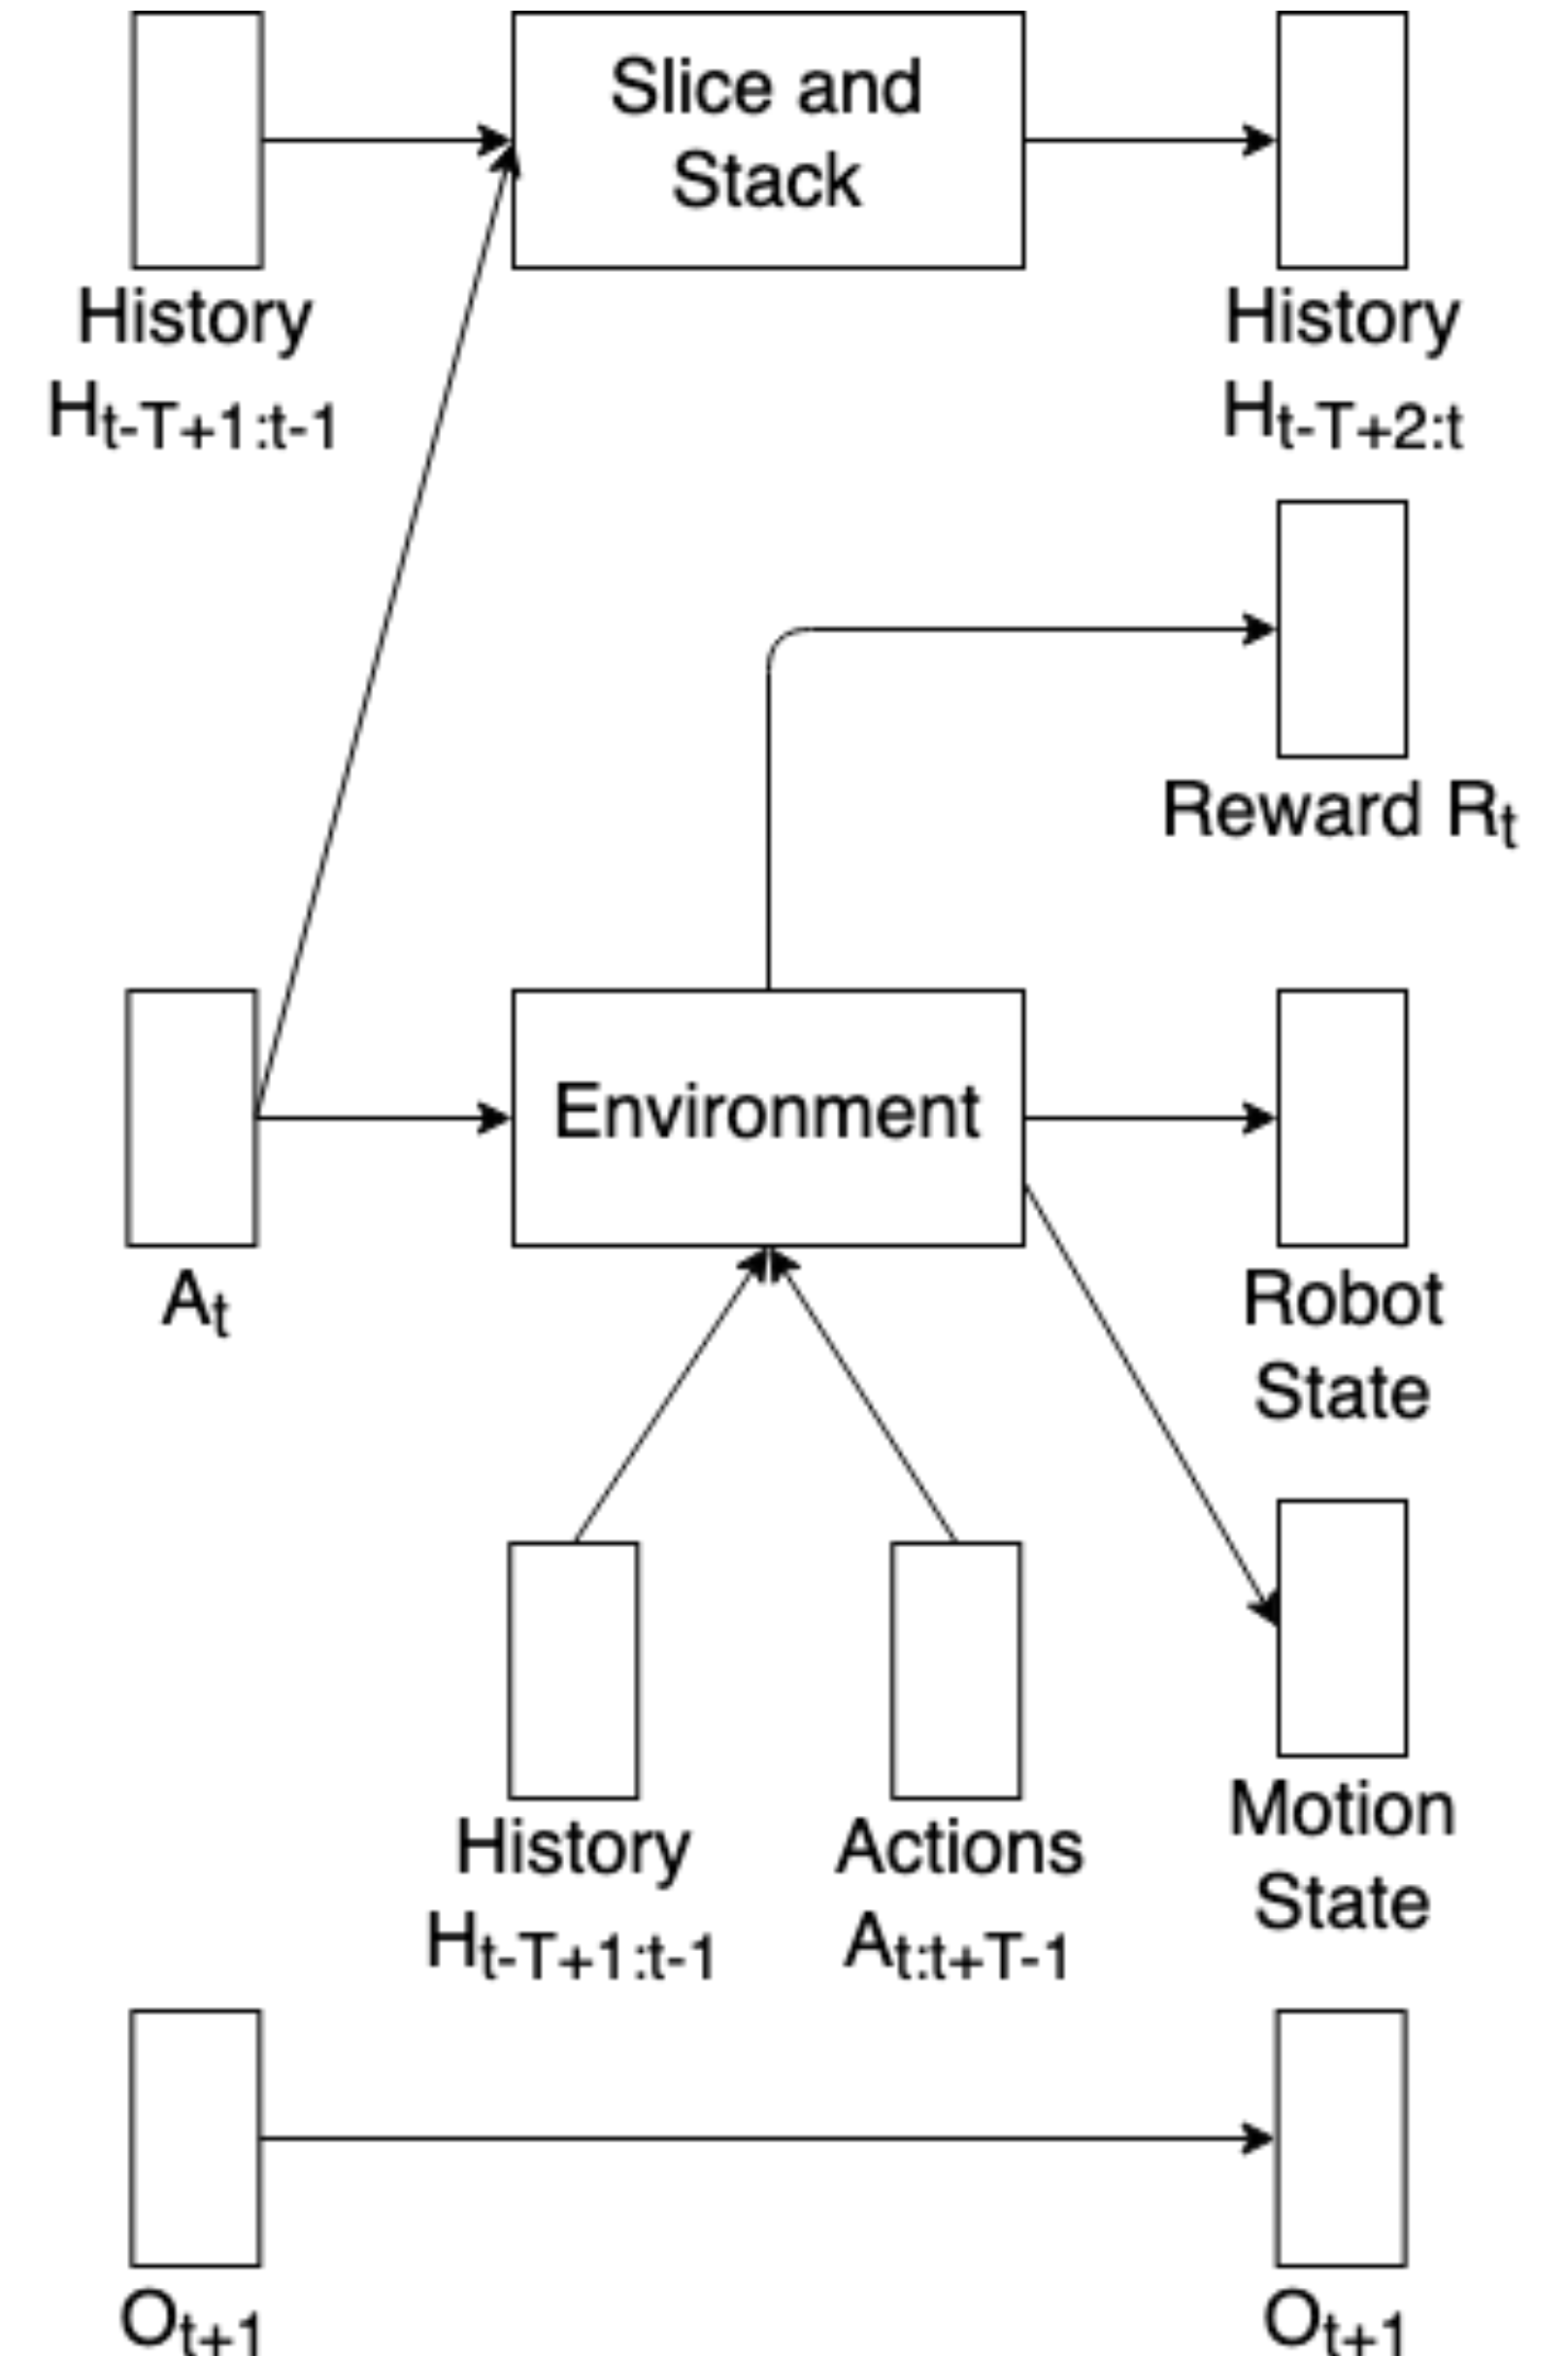 Slice and
Stack
History
Ht-T+1:t-1
History
Ht-T+2:t
Reward Rt
Environment
At
Robot
State
History
Ht-T+1:t-1
Actions
At:t+T-1
Motion
State
Ot+1
Ot+1